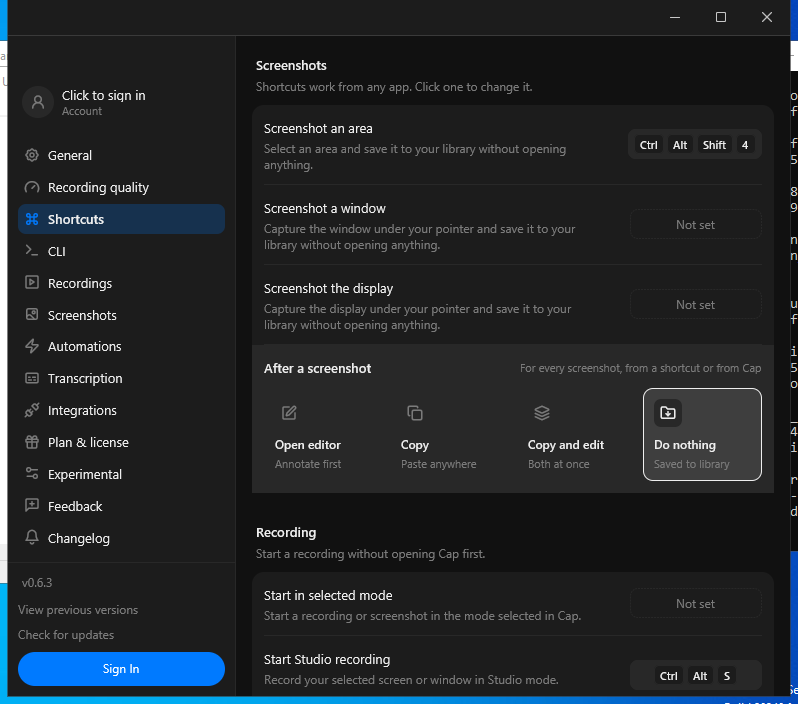 Click to sign in
Account
General
Recording quality
Shortcuts
CLI
Recordings
Screenshots
Automations
Transcription
Integrations
Plan & license
Experimental
Feedback
Changelog
v0.6.3
View previous versions
Check for updates
Sign In
Screenshots
Shortcuts work from any app. Click one to change it.
Screenshot an area
Select an area and save it to your library without opening
anything.
Ctrl Alt Shift 4
Screenshot a window
Capture the window under your pointer and save it to your
library without opening anything.
Not set
Screenshot the display
Capture the display under your pointer and save it to your
library without opening anything.
Not set
After a screenshot
For every screenshot, from a shortcut or from Cap
Open editor
Annotate first
Copy
Paste anywhere
Copy and edit
Both at once
Do nothing
Saved to library
Recording
Start a recording without opening Cap first.
Start in selected mode
Start a recording or screenshot in the mode selected in Cap.
Not set
Start Studio recording
Record your selected screen or window in Studio mode.
Ctrl Alt S